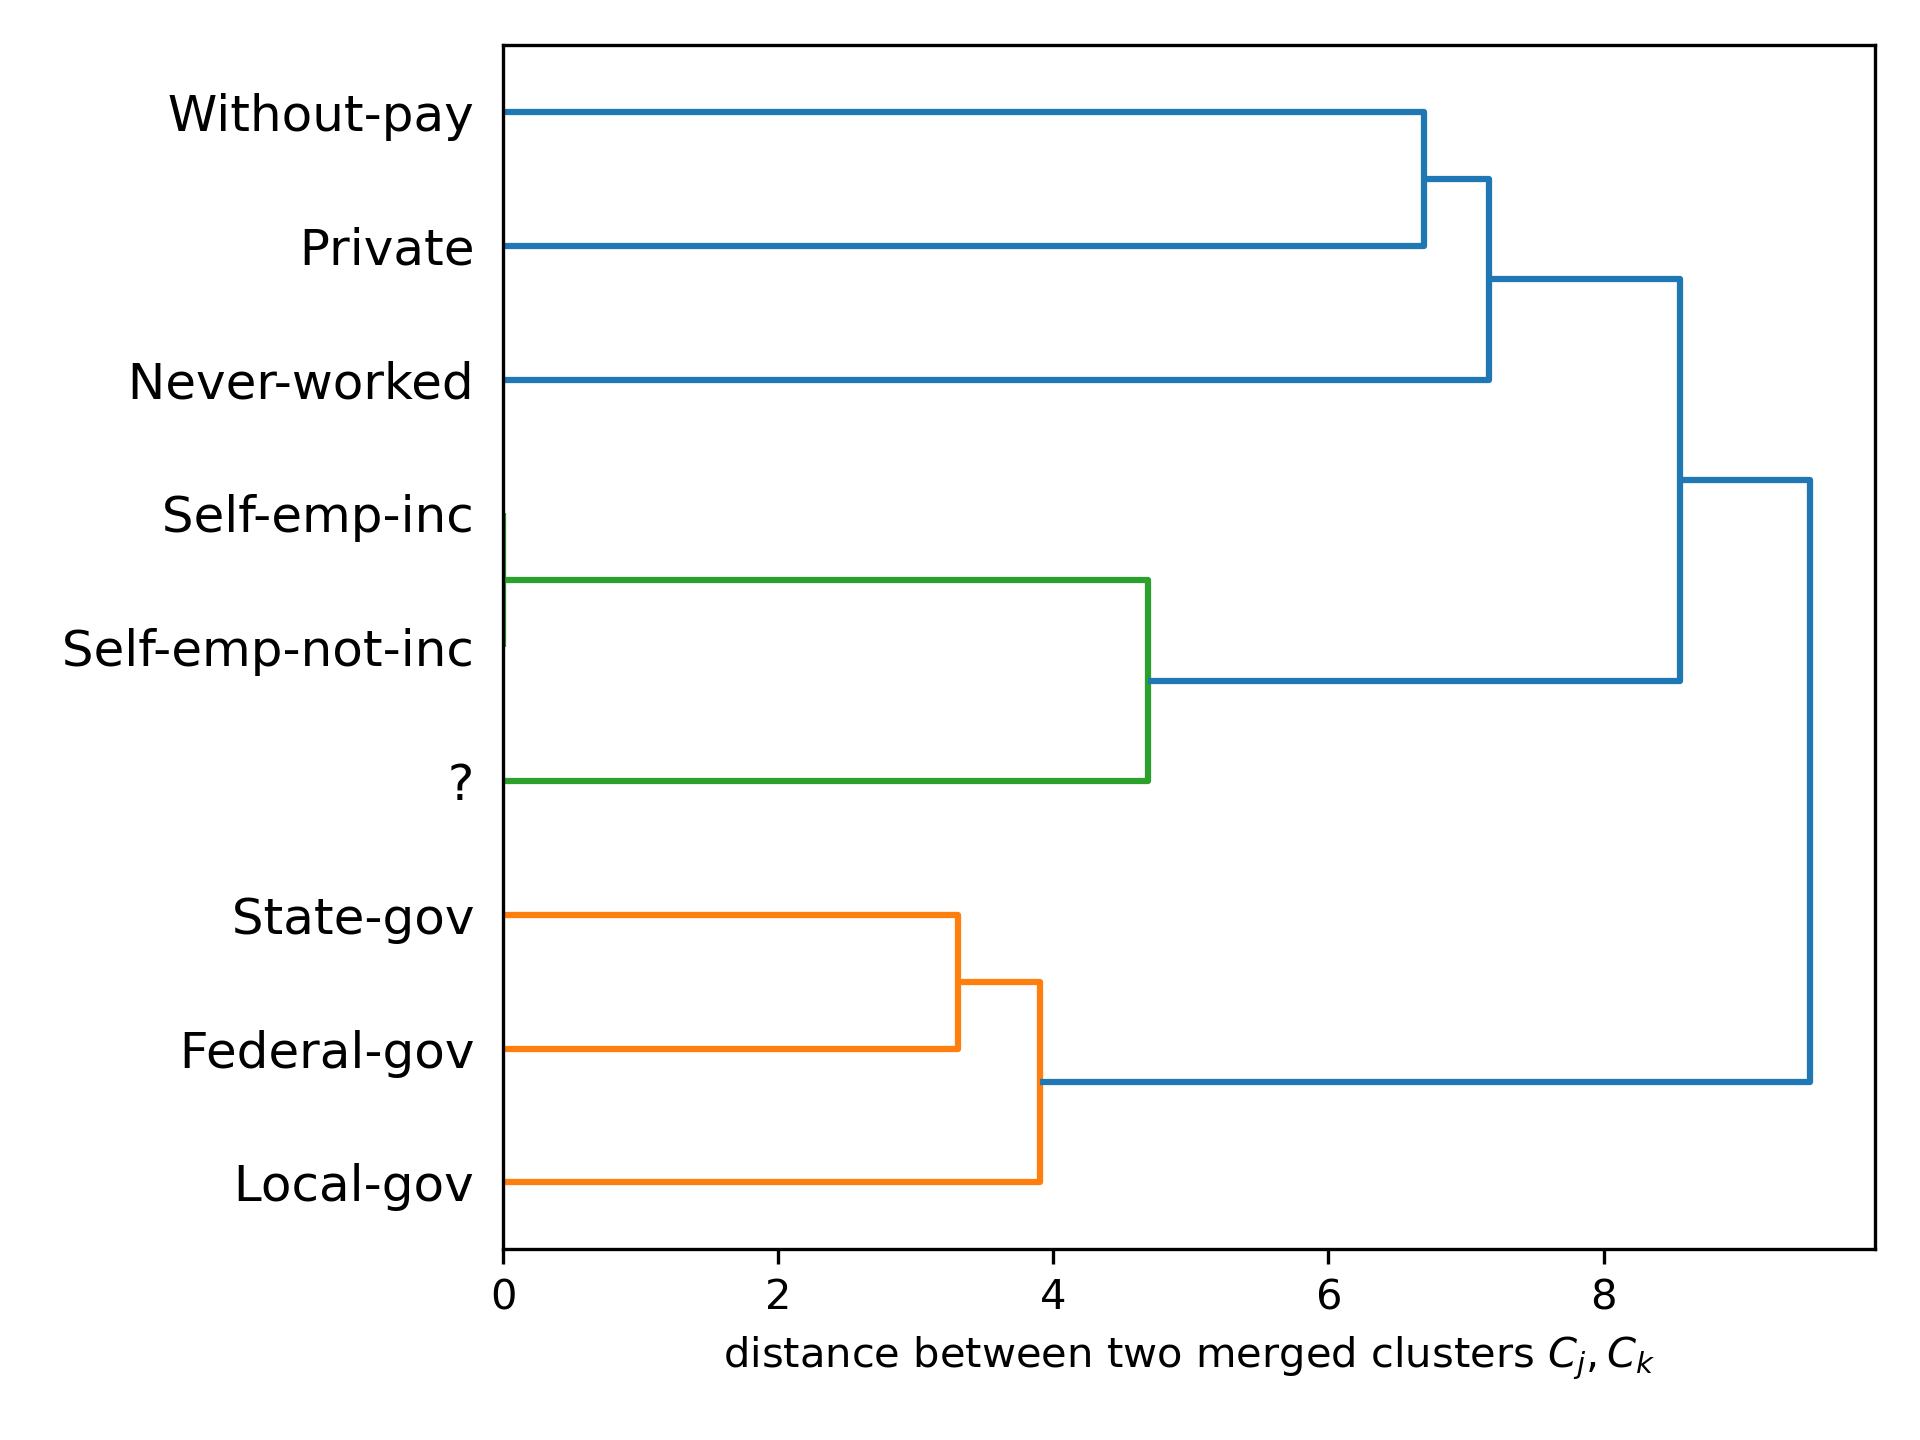 Without-pay
Private
Never-worked
Self-emp-inc
Self-emp-not-inc
?
State-gov
Federal-gov
Local-gov
0 2 4 6 8
distance between two merged clusters C_j, C_k